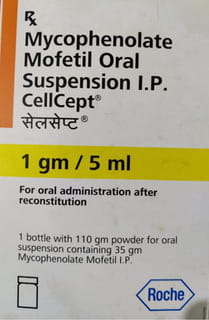 Rx
Mycophenolate
Mofetil Oral
Suspension I.P.
CellCept®
सेलसेप्ट®
1 gm / 5 ml
For oral administration after
reconstitution
1 bottle with 110 gm powder for oral
suspension containing 35 gm
Mycophenolate Mofetil I.P.
Roche